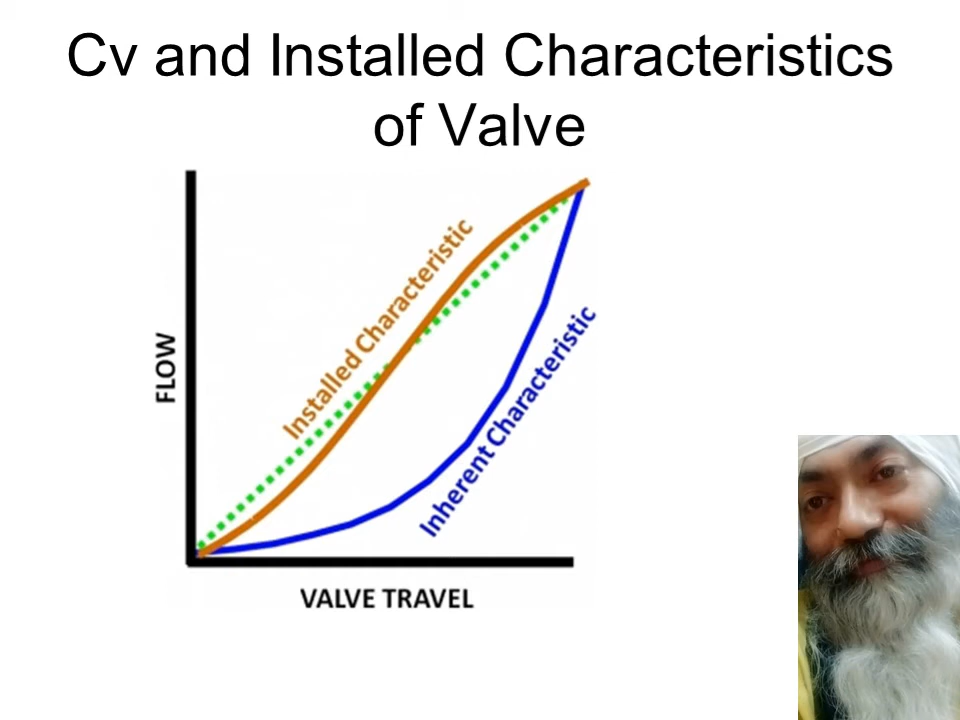 Cv and Installed Characteristics
of Valve
Installed Characteristic
FLOW
Inherent Characteristic
VALVE TRAVEL